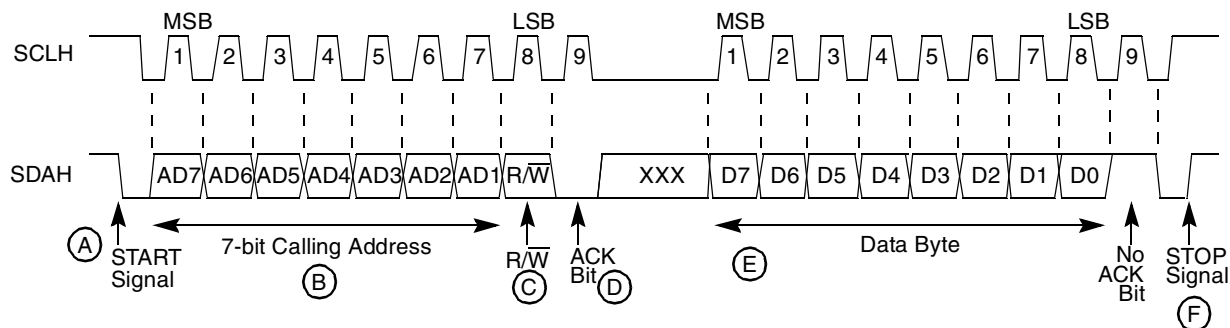 MSB LSB MSB LSB
SCLH 1 2 3 4 5 6 7 8 9 1 2 3 4 5 6 7 8 9
SDAH AD7 AD6 AD5 AD4 AD3 AD2 AD1 R/W XXX D7 D6 D5 D4 D3 D2 D1 D0
A START
Signal
7-bit Calling Address
B
R/W
C
ACK
Bit D
E
Data Byte
No
ACK
Bit
STOP
Signal
F